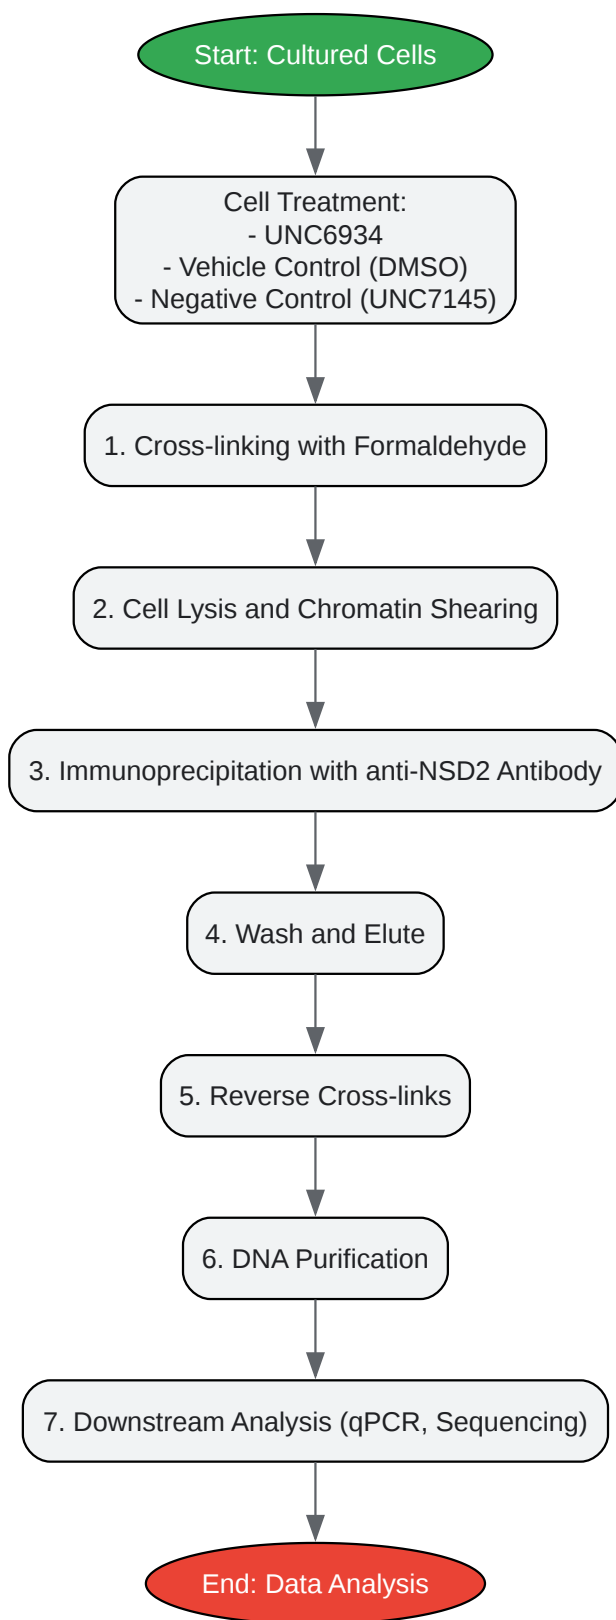 Start: Cultured Cells
Cell Treatment:
- UNC6934
- Vehicle Control (DMSO)
- Negative Control (UNC7145)
1. Cross-linking with Formaldehyde
2. Cell Lysis and Chromatin Shearing
3. Immunoprecipitation with anti-NSD2 Antibody
4. Wash and Elute
5. Reverse Cross-links
6. DNA Purification
7. Downstream Analysis (qPCR, Sequencing)
End: Data Analysis